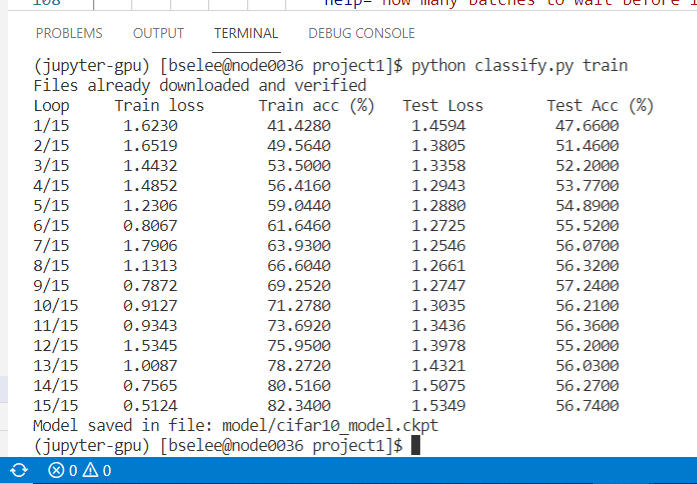 108 help="how many batches to wait before
PROBLEMS OUTPUT TERMINAL DEBUG CONSOLE
(jupyter-gpu) [bselee@node0036 project1]$ python classify.py train
Files already downloaded and verified
Loop Train loss Train acc (%) Test Loss Test Acc (%)
1/15 1.6230 41.4280 1.4594 47.6600
2/15 1.6519 49.5640 1.3805 51.4600
3/15 1.4432 53.5000 1.3358 52.2000
4/15 1.4852 56.4160 1.2943 53.7700
5/15 1.2306 59.0440 1.2880 54.8900
6/15 0.8067 61.6460 1.2725 55.5200
7/15 1.7906 63.9300 1.2546 56.0700
8/15 1.1313 66.6040 1.2661 56.3200
9/15 0.7872 69.2520 1.2747 57.2400
10/15 0.9127 71.2780 1.3035 56.2100
11/15 0.9343 73.6920 1.3436 56.3600
12/15 1.5345 75.9500 1.3978 55.2000
13/15 1.0087 78.2720 1.4321 56.0300
14/15 0.7565 80.5160 1.5075 56.2700
15/15 0.5124 82.3400 1.5349 56.7400
Model saved in file: model/cifar10_model.ckpt
(jupyter-gpu) [bselee@node0036 project1]$
0 0